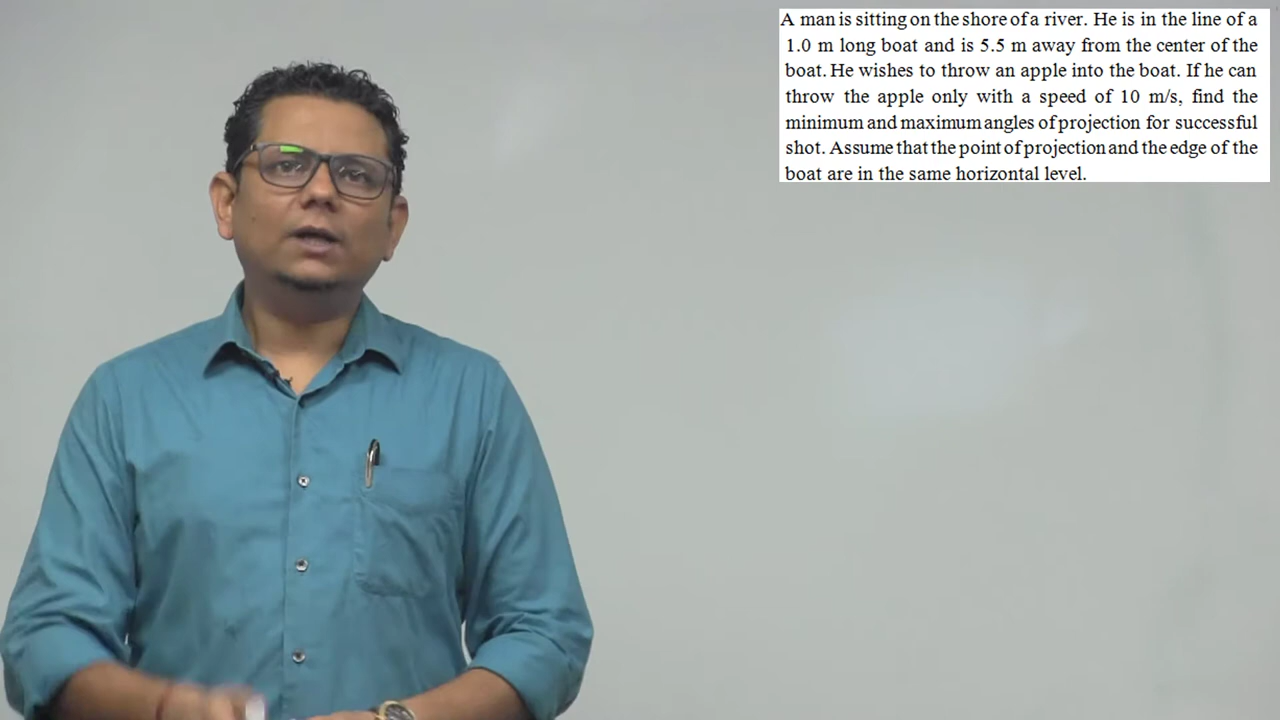 A man is sitting on the shore of a river. He is in the line of a
1.0 m long boat and is 5.5 m away from the center of the
boat. He wishes to throw an apple into the boat. If he can
throw the apple only with a speed of 10 m/s, find the
minimum and maximum angles of projection for successful
shot. Assume that the point of projection and the edge of the
boat are in the same horizontal level.